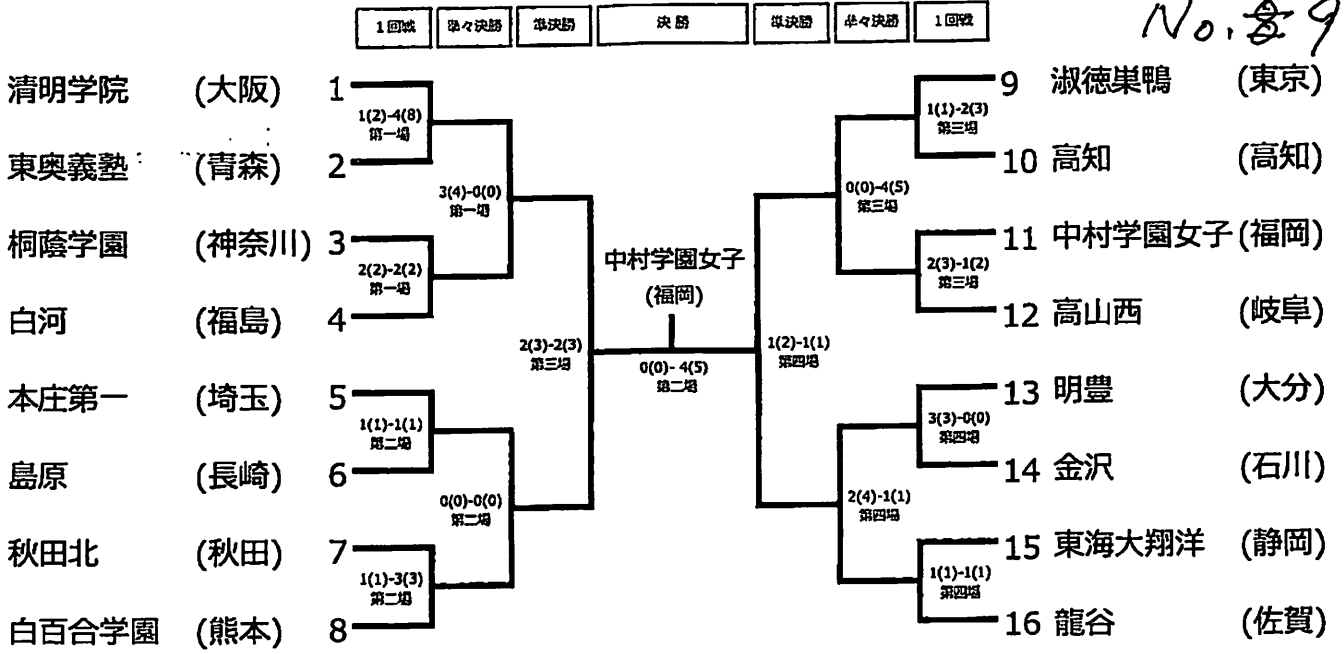 1回戦 準々決勝 準決勝 決勝 準決勝 準々決勝 1回戦
No. 9
清明学院 (大阪) 1
1(2)-4(8)
第一場
東奥義塾 (青森) 2
3(4)-0(0)
第一場
桐蔭学園 (神奈川) 3
2(2)-2(2)
第一場
白河 (福島) 4
2(3)-2(3)
第三場
本庄第一 (埼玉) 5
1(1)-1(1)
第二場
島原 (長崎) 6
0(0)-0(0)
第二場
秋田北 (秋田) 7
1(1)-3(3)
第二場
白百合学園 (熊本) 8
中村学園女子
(福岡)
0(0)-4(5)
第二場
9 淑徳巣鴨 (東京)
1(1)-2(3)
第三場
10 高知 (高知)
0(0)-4(5)
第三場
11 中村学園女子 (福岡)
2(3)-1(2)
第三場
12 高山西 (岐阜)
1(2)-1(1)
第四場
13 明豊 (大分)
3(3)-0(0)
第四場
14 金沢 (石川)
2(4)-1(1)
第四場
15 東海大翔洋 (静岡)
1(1)-1(1)
第四場
16 龍谷 (佐賀)